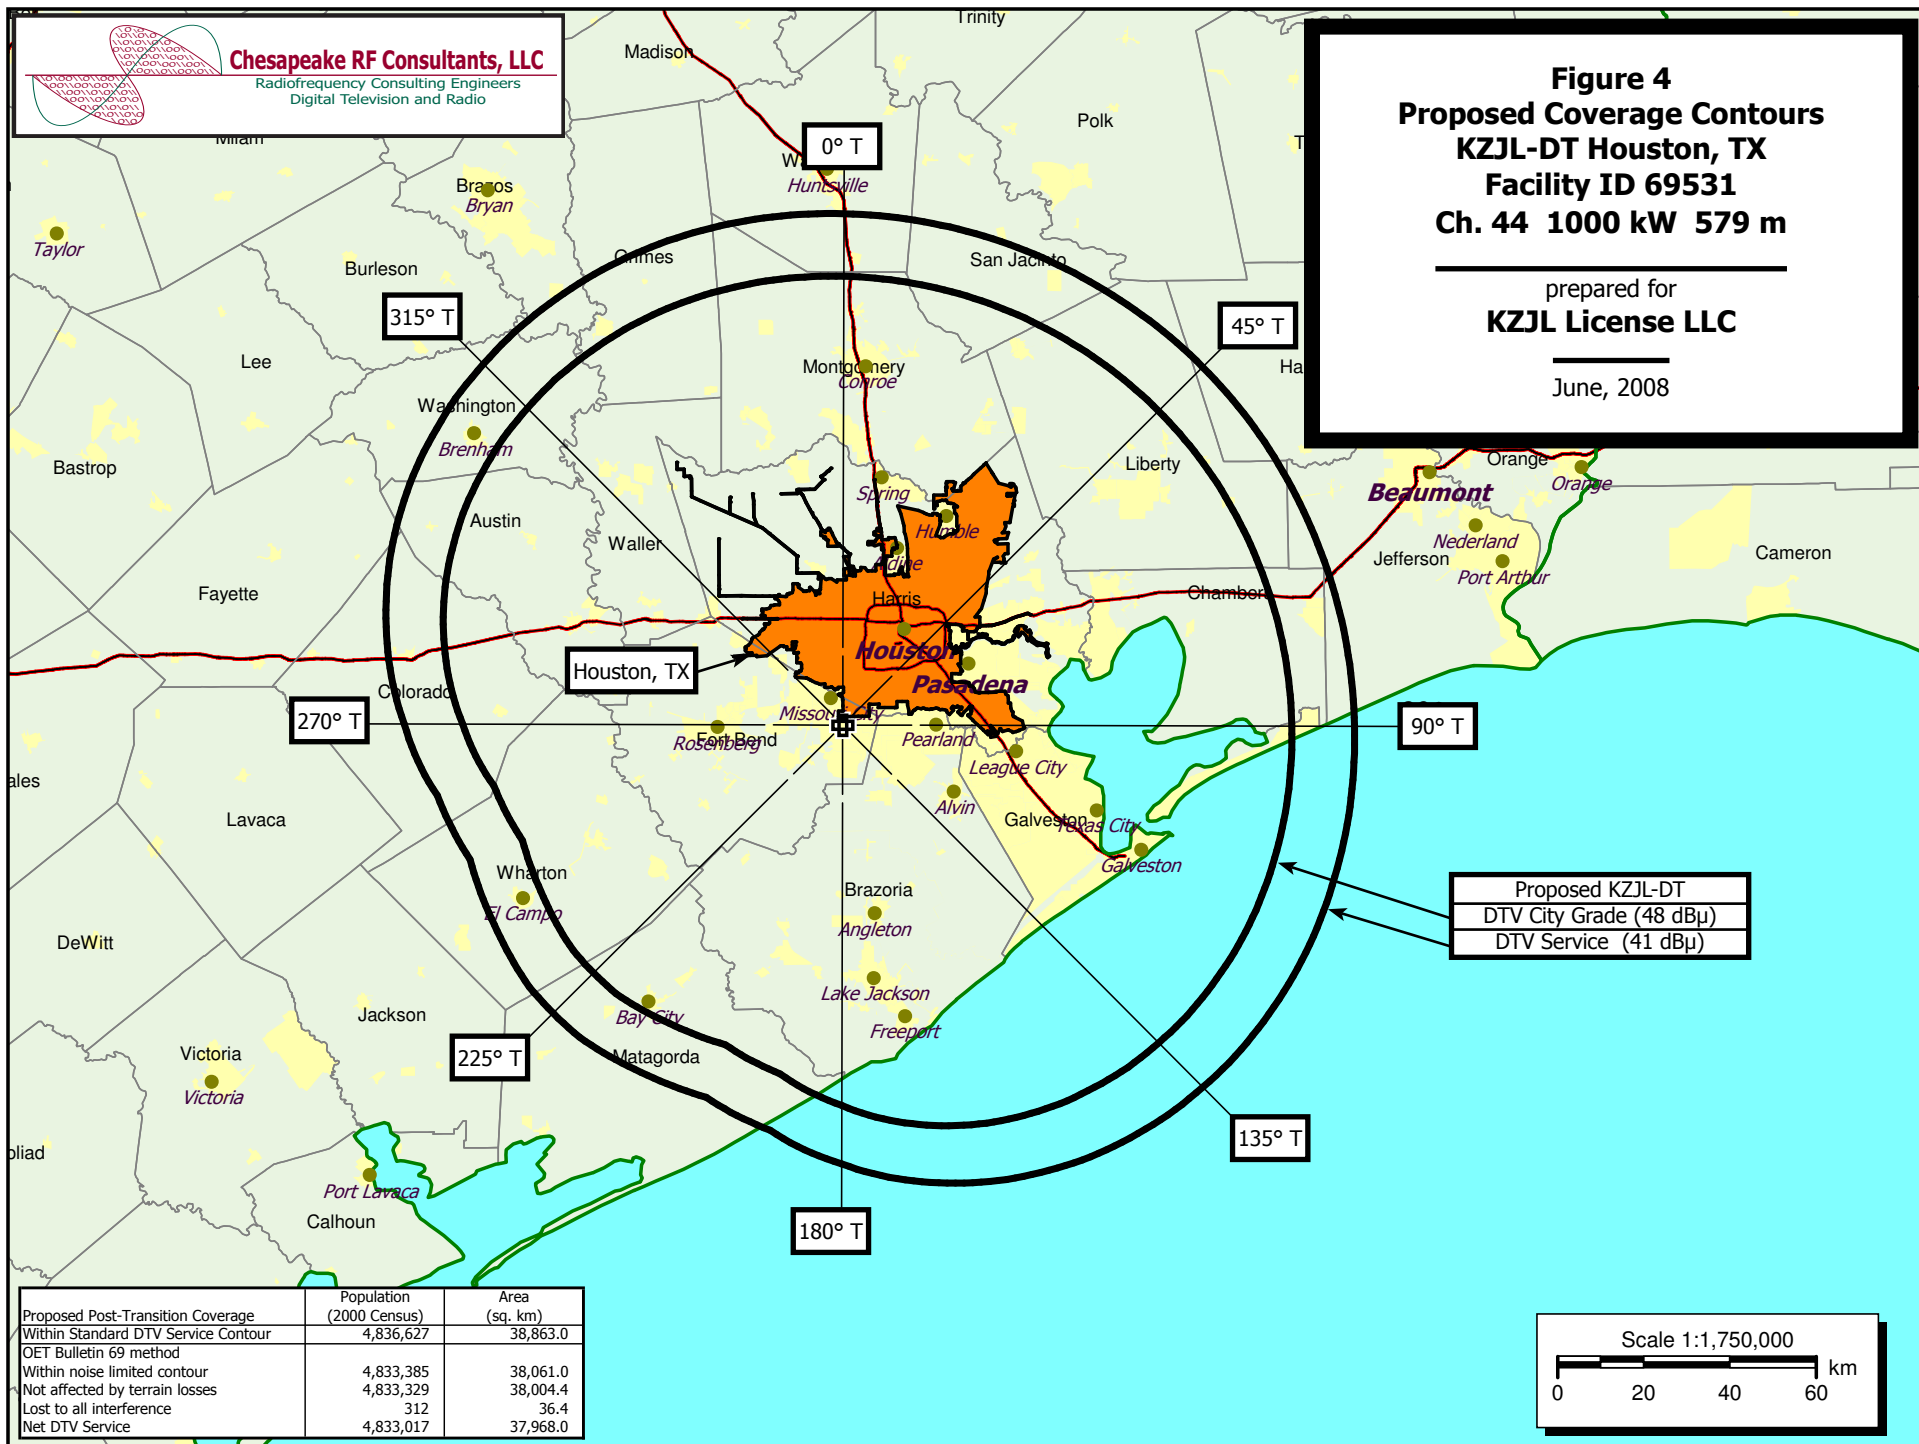 Chesapeake RF Consultants, LLC
Radiofrequency Consulting Engineers
Digital Television and Radio
Figure 4
Proposed Coverage Contours
KZJL-DT Houston, TX
Facility ID 69531
Ch. 44 1000 kW 579 m
prepared for
KZJL License LLC
June, 2008
Trinity
Madison
Polk
Milam
0° T
Huntsville
Brazos
Bryan
Taylor
Burleson
Grimes
San Jacinto
315° T
45° T
Lee
Montgomery
Conroe
Washington
Brenham
Bastrop
Liberty
Orange
Orange
Beaumont
Spring
Austin
Humble
Waller
Aldine
Nederland
Jefferson
Port Arthur
Cameron
Fayette
Harris
Chambers
Houston
Houston, TX
Pasadena
Colorado
Missouri City
270° T
90° T
Rosenberg
Fort Bend
Pearland
League City
Alvin
Lavaca
Galveston
Texas City
Galveston
Wharton
El Campo
Brazoria
Angleton
Proposed KZJL-DT
DTV City Grade (48 dBµ)
DTV Service (41 dBµ)
DeWitt
Lake Jackson
Jackson
Bay City
Freeport
Victoria
Victoria
225° T
Matagorda
135° T
Port Lavaca
Calhoun
180° T
Proposed Post-Transition Coverage Population (2000 Census) Area (sq. km)
Within Standard DTV Service Contour 4,836,627 38,863.0
OET Bulletin 69 method
Within noise limited contour 4,833,385 38,061.0
Not affected by terrain losses 4,833,329 38,004.4
Lost to all interference 312 36.4
Net DTV Service 4,833,017 37,968.0
Scale 1:1,750,000
km
0 20 40 60